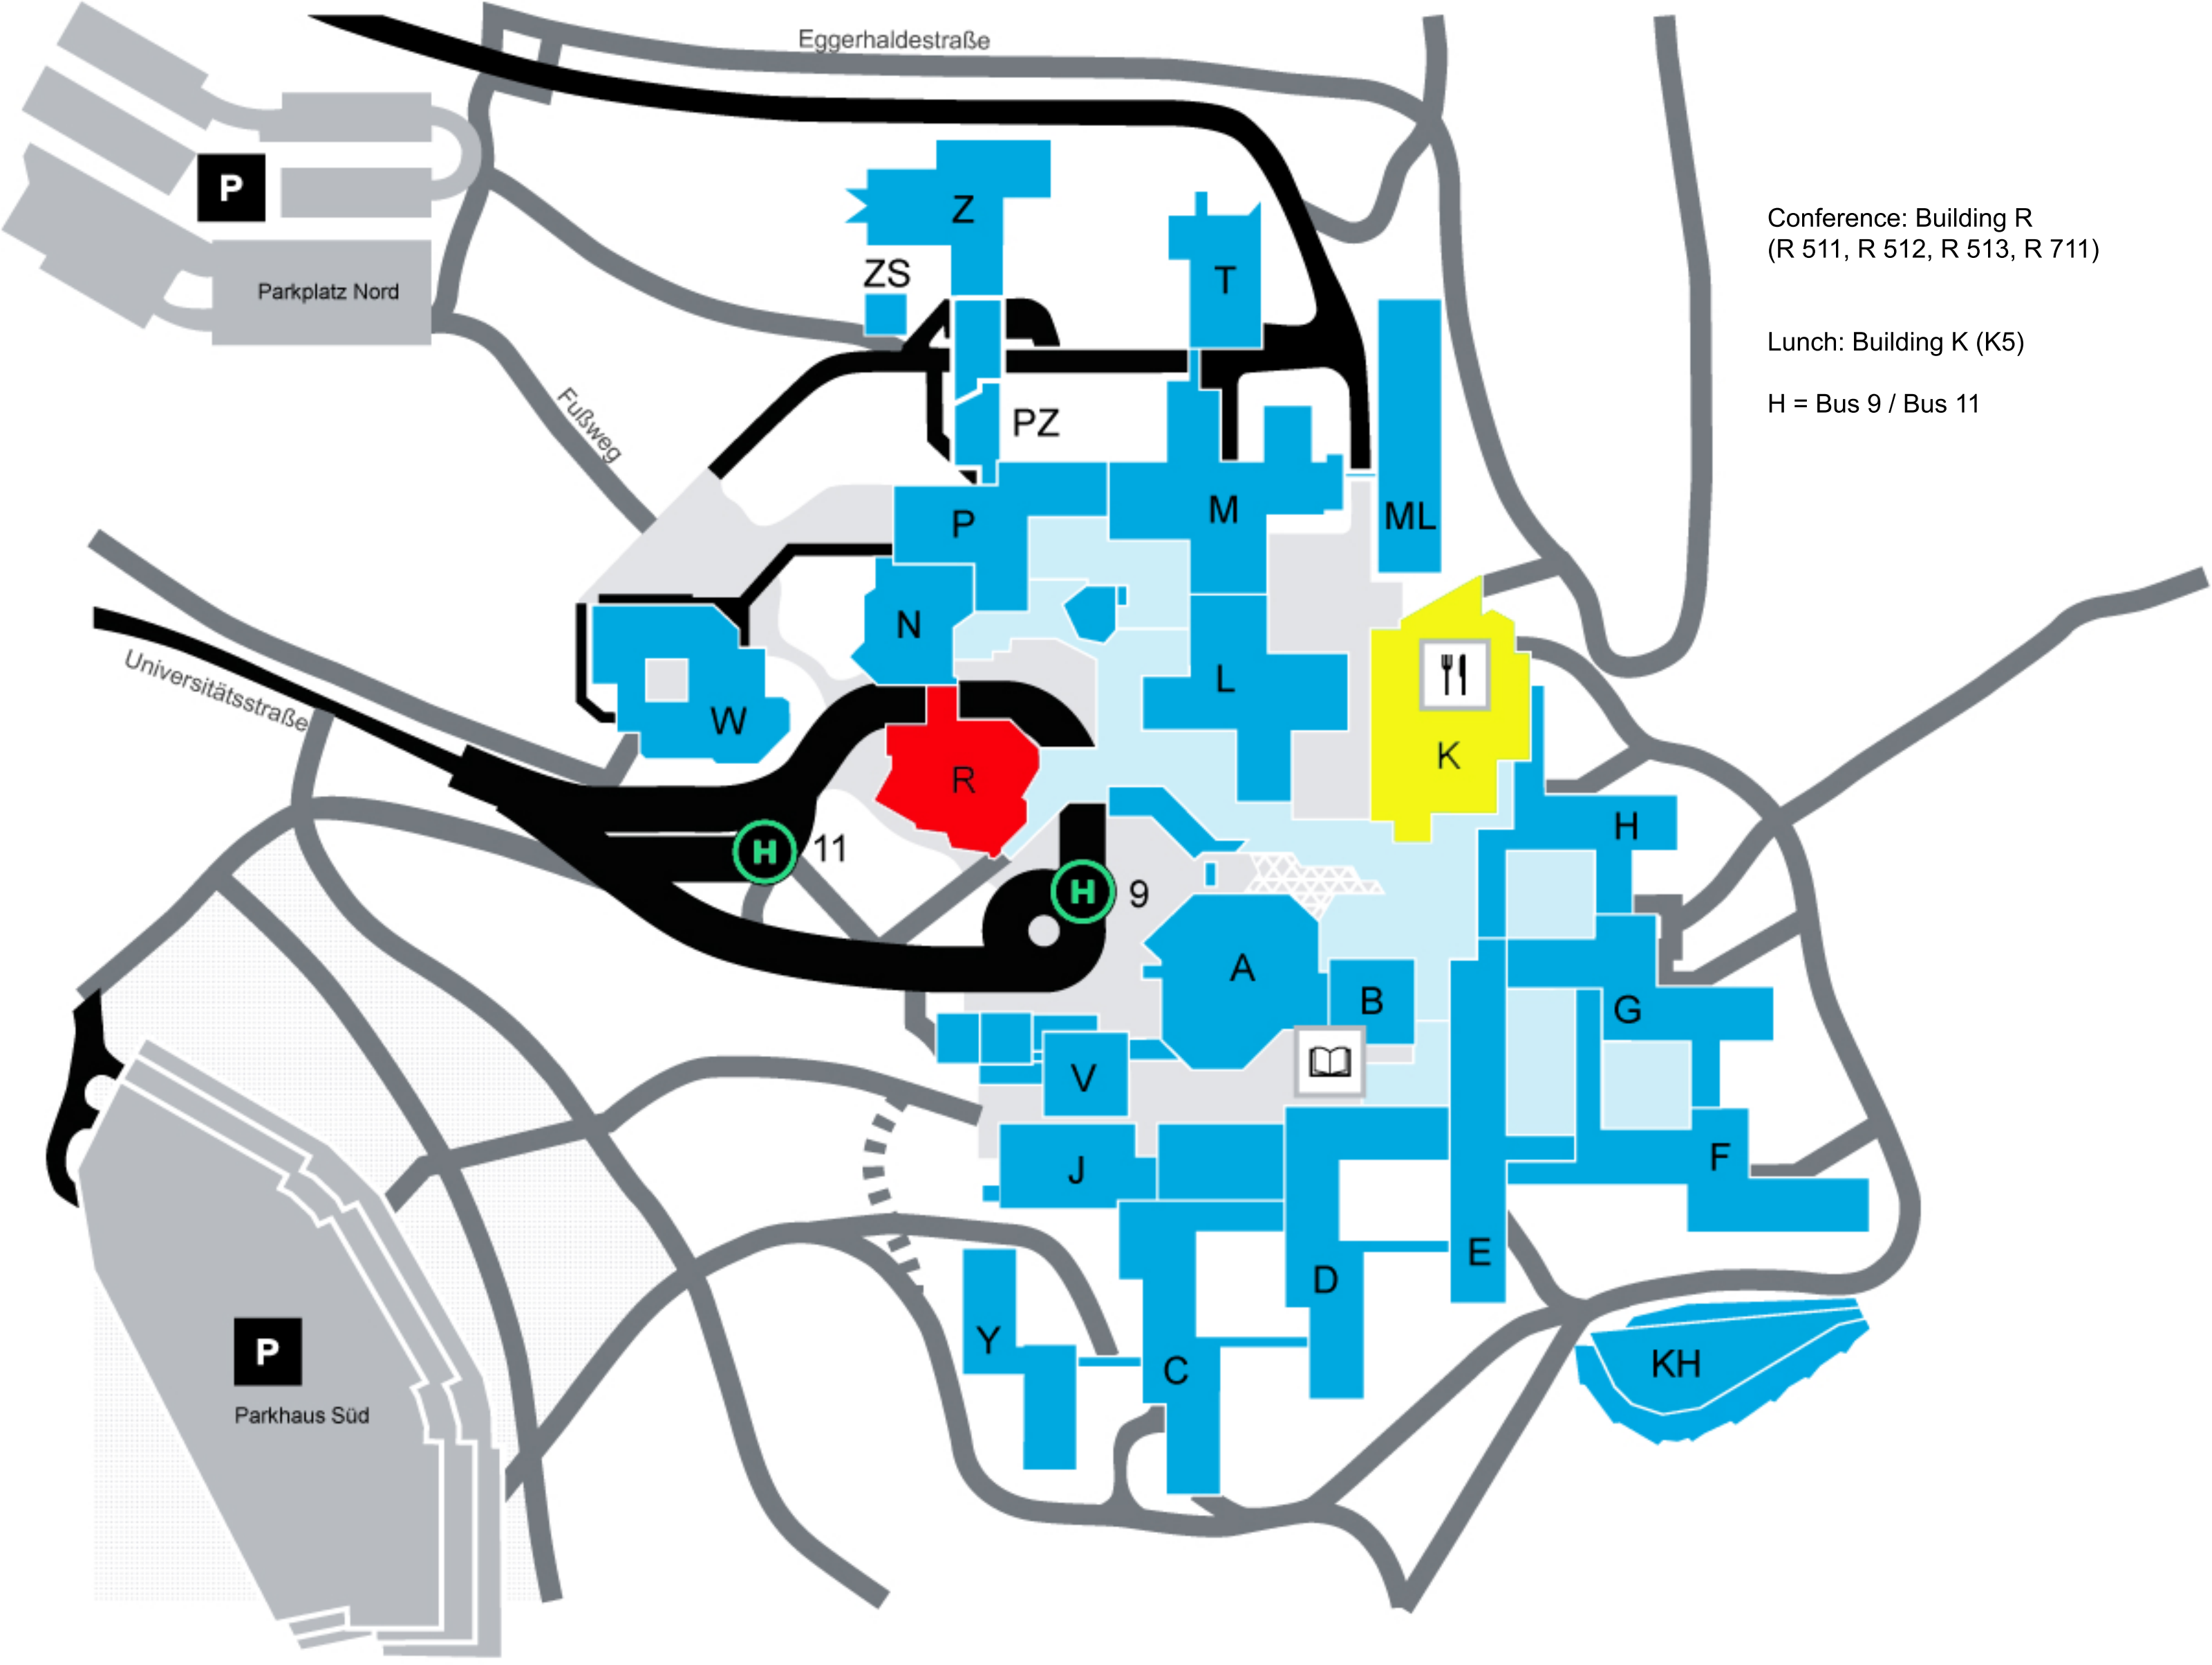 Eggerhaldestraße
P
Parkplatz Nord
Fußweg
Universitätsstraße
Z
ZS
T
PZ
P
M
ML
N
L
W
R
K
H
11
H
9
H
A
B
G
V
J
F
E
D
Y
C
KH
P
Parkhaus Süd
Conference: Building R
(R 511, R 512, R 513, R 711)
Lunch: Building K (K5)
H = Bus 9 / Bus 11